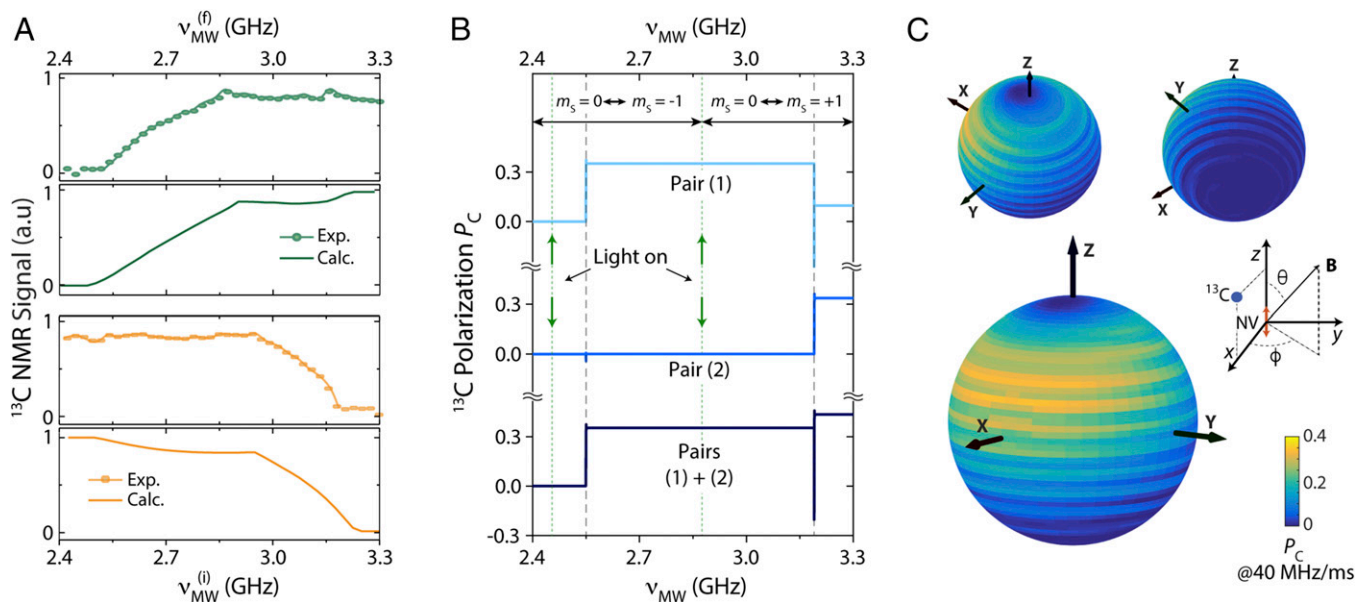 A
ν_MW^(f) (GHz)
2.4 2.7 3.0 3.3
1
0
1
0
Exp.
Calc.
1
0
1
0
Exp.
Calc.
¹³C NMR Signal (a.u)
2.4 2.7 3.0 3.3
ν_MW^(i) (GHz)
B
ν_MW (GHz)
2.4 2.7 3.0 3.3
m_S = 0 ↔ m_S = -1
m_S = 0 ↔ m_S = +1
0.3
0.0
Pair (1)
Light on
0.3
0.0
Pair (2)
0.3
0.0
-0.3
Pairs
(1) + (2)
¹³C Polarization P_C
2.4 2.7 3.0 3.3
ν_MW (GHz)
C
Z
X
Y
Z
Y
X
Z
X
Y
z
B
θ
¹³C
NV
y
x
ϕ
0.4
0.2
0
P_C
@40 MHz/ms